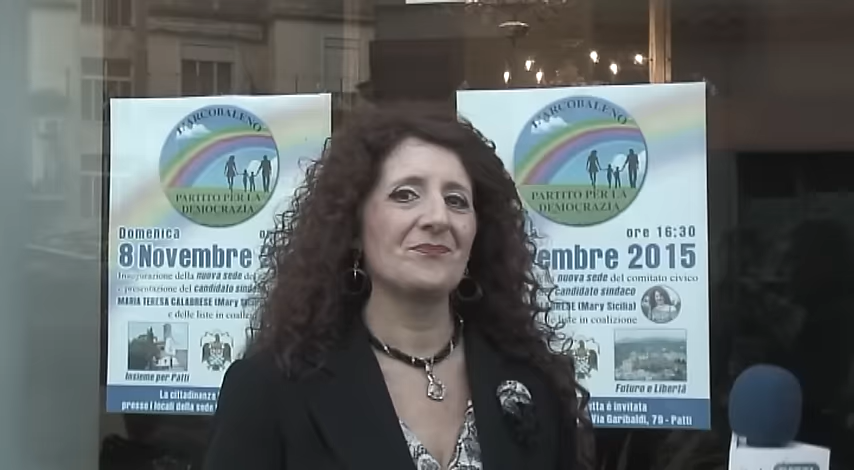 L'ARCOBALENO
PARTITO PER LA
DEMOCRAZIA
Domenica
8 Novembre
Inaugurazione della nuova sede
e presentazione del candidato sindaco
MARIA TERESA CALABRESE (Mary
e delle liste in
Insieme per Patti
La cittadinanza
presso i locali della sede
L'ARCOBALENO
PARTITO PER LA
DEMOCRAZIA
ore 16:30
embre 2015
nuova sede del comitato civico
candidato sindaco
(Mary Sicilia)
liste in coalizione
Futuro e Libertà
è invitata
Via Garibaldi, 79 - Patti